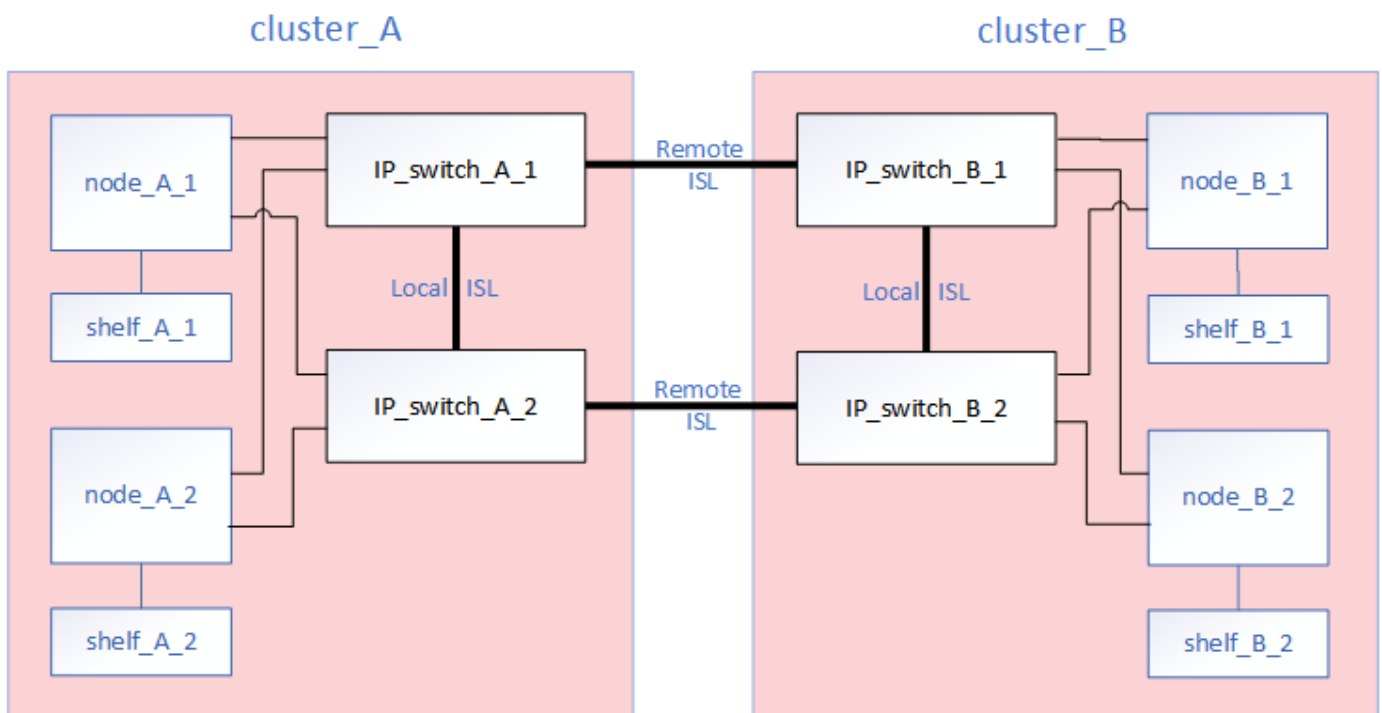 cluster_A
cluster_B
node_A_1
IP_switch_A_1
Remote
ISL
IP_switch_B_1
node_B_1
Local ISL
Local ISL
shelf_A_1
shelf_B_1
IP_switch_A_2
Remote
ISL
IP_switch_B_2
node_A_2
node_B_2
shelf_A_2
shelf_B_2